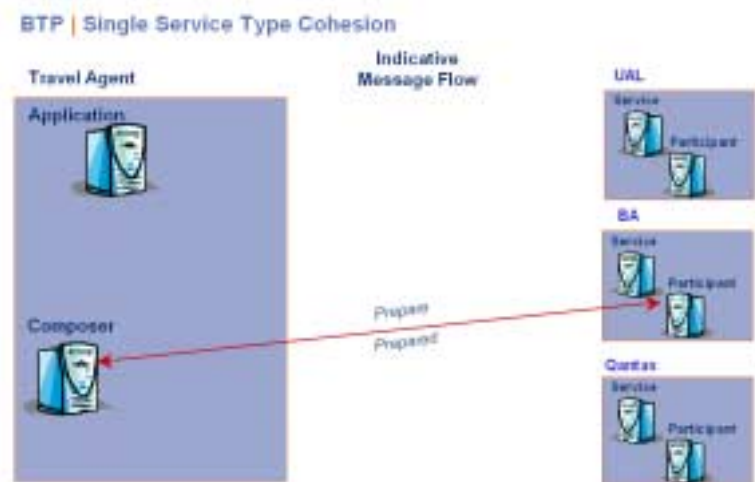 BTP | Single Service Type Cohesion
Indicative
Message Flow
Travel Agent
UAL
Application
Service
Participant
BA
Service
Participant
Composer
Prepare
Prepared
Qantas
Service
Participant